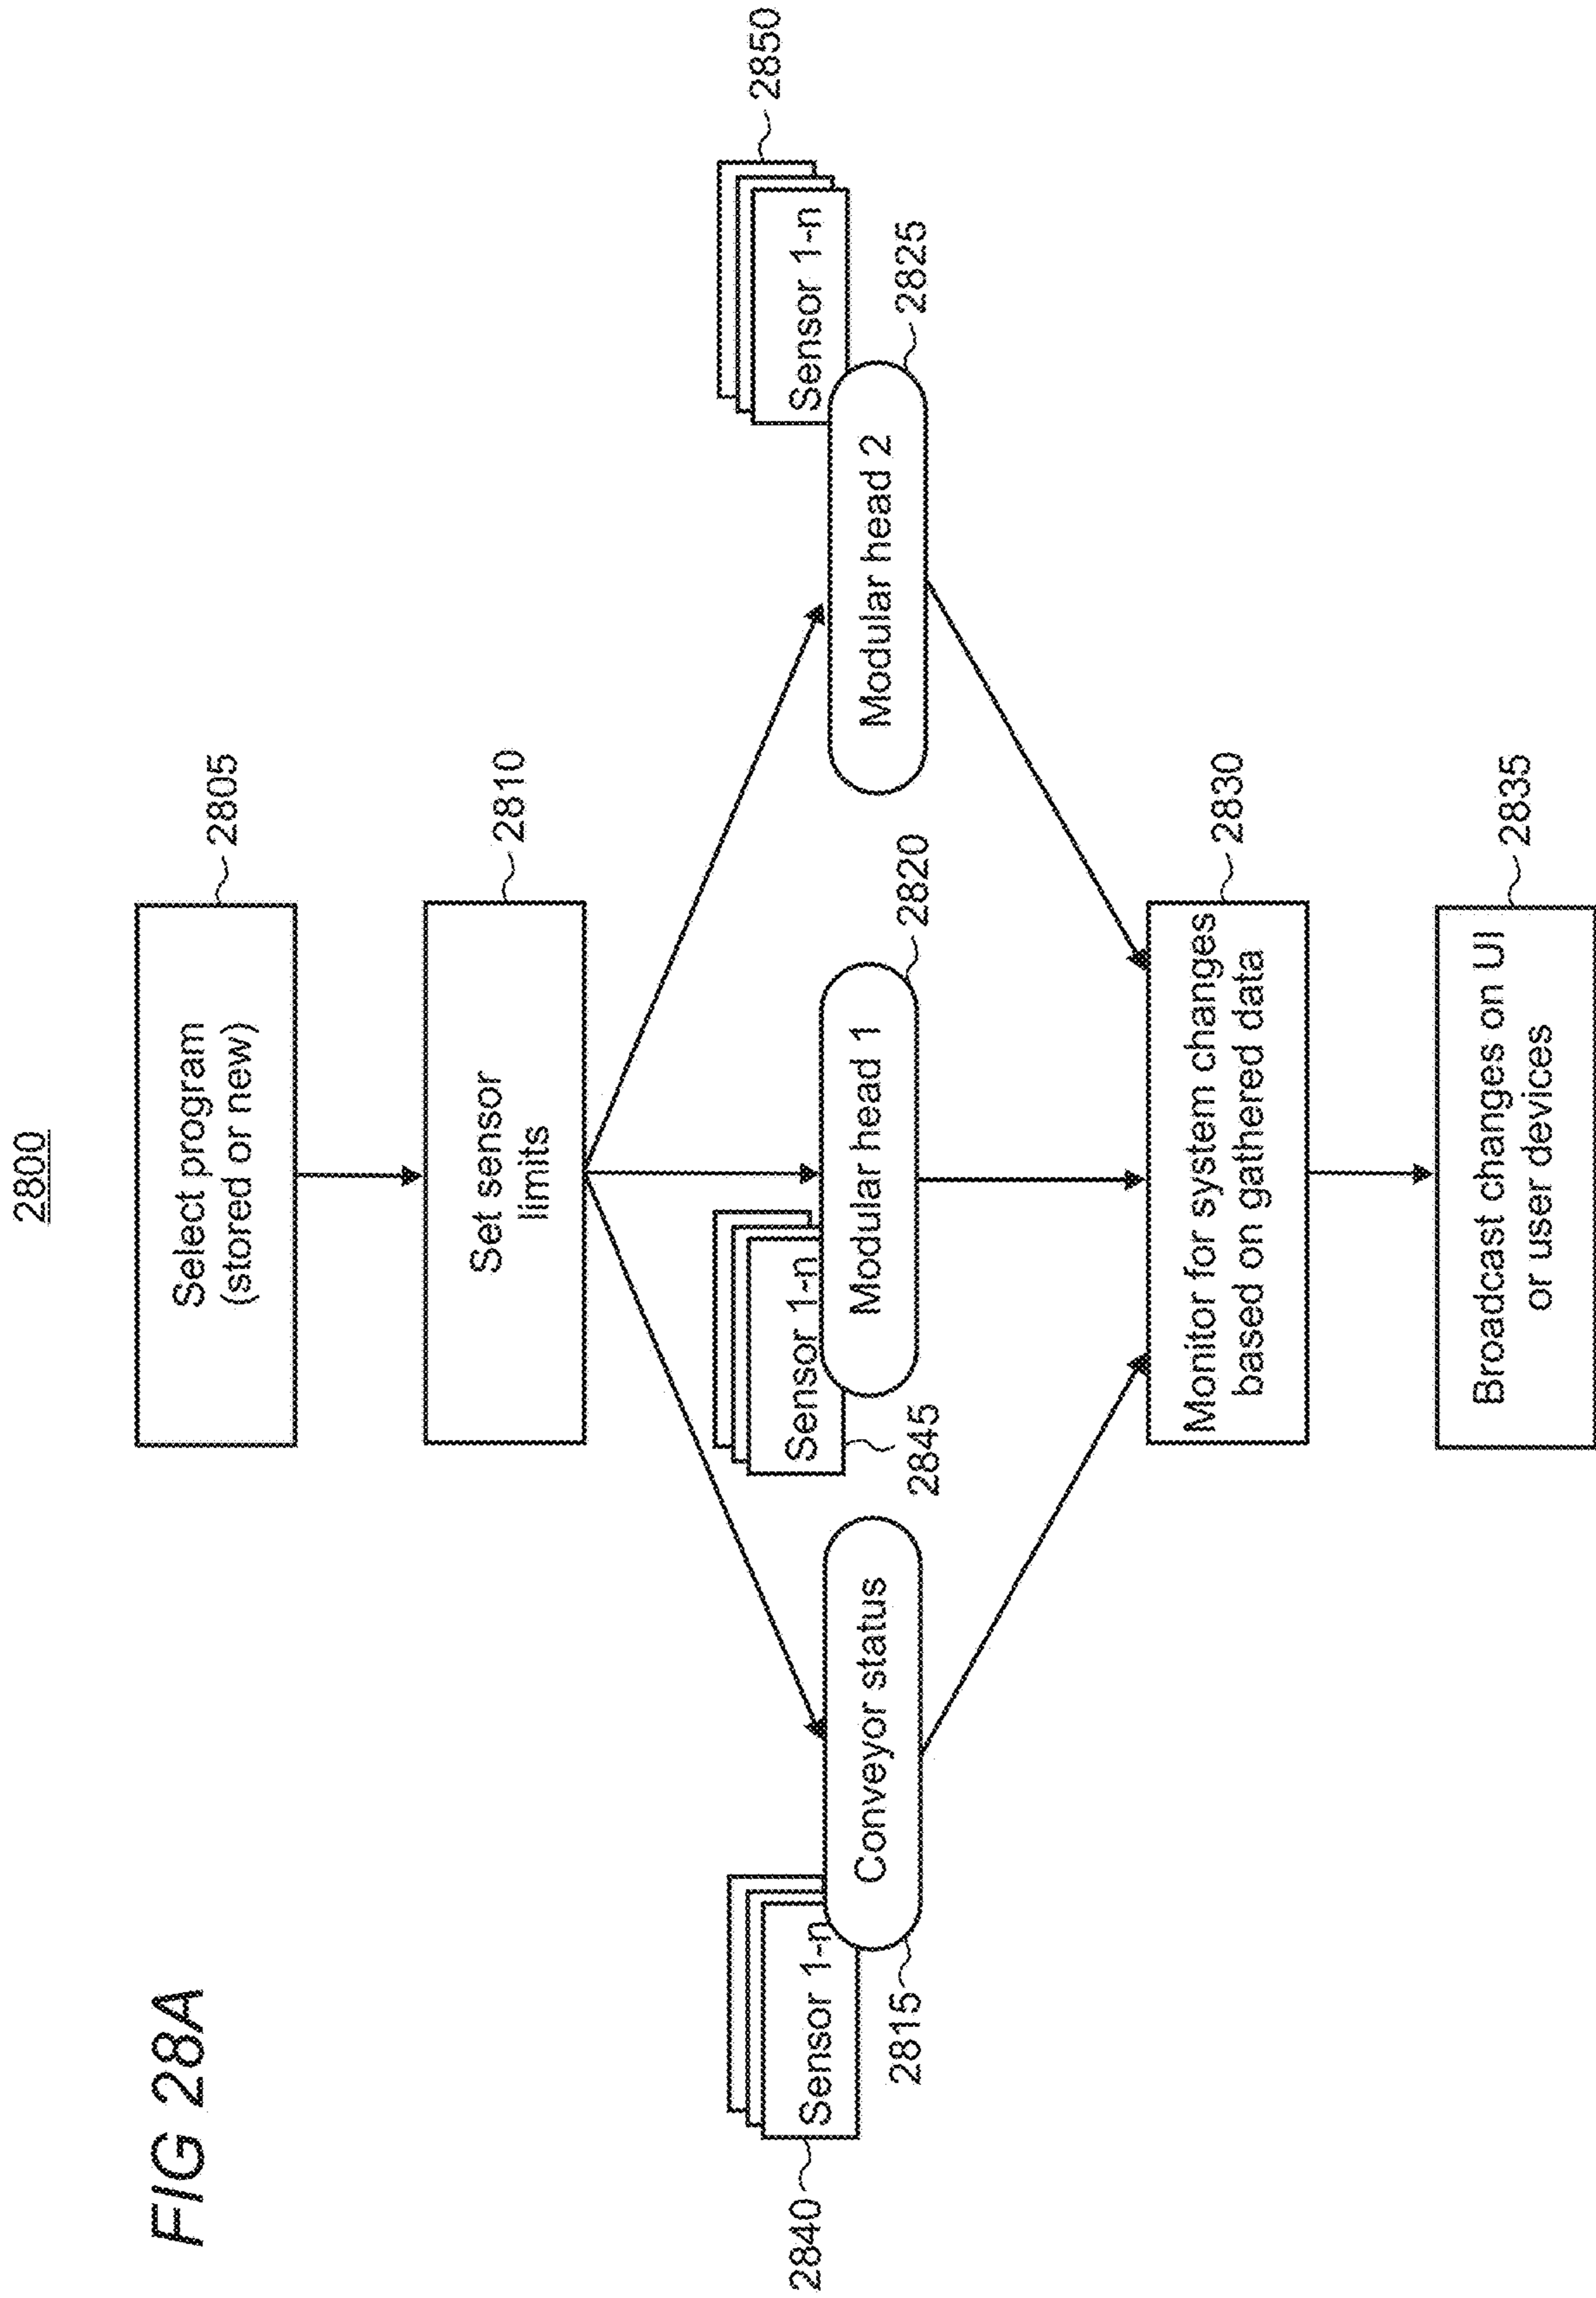 FIG 28A
2800
Select program
(stored or new)
2805
Set sensor
limits
2810
2840
Sensor 1-n
Conveyor status
2815
Sensor 1-n
2845
Modular head 1
2820
Sensor 1-n
2850
Modular head 2
2825
Monitor for system changes
based on gathered data
2830
Broadcast changes on UI
or user devices
2835